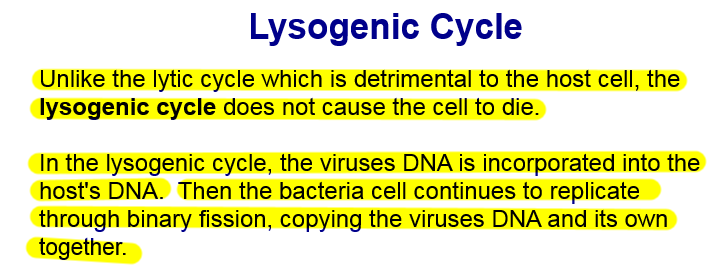 Lysogenic Cycle
Unlike the lytic cycle which is detrimental to the host cell, the
lysogenic cycle does not cause the cell to die.
In the lysogenic cycle, the viruses DNA is incorporated into the
host's DNA.  Then the bacteria cell continues to replicate
through binary fission, copying the viruses DNA and its own
together.